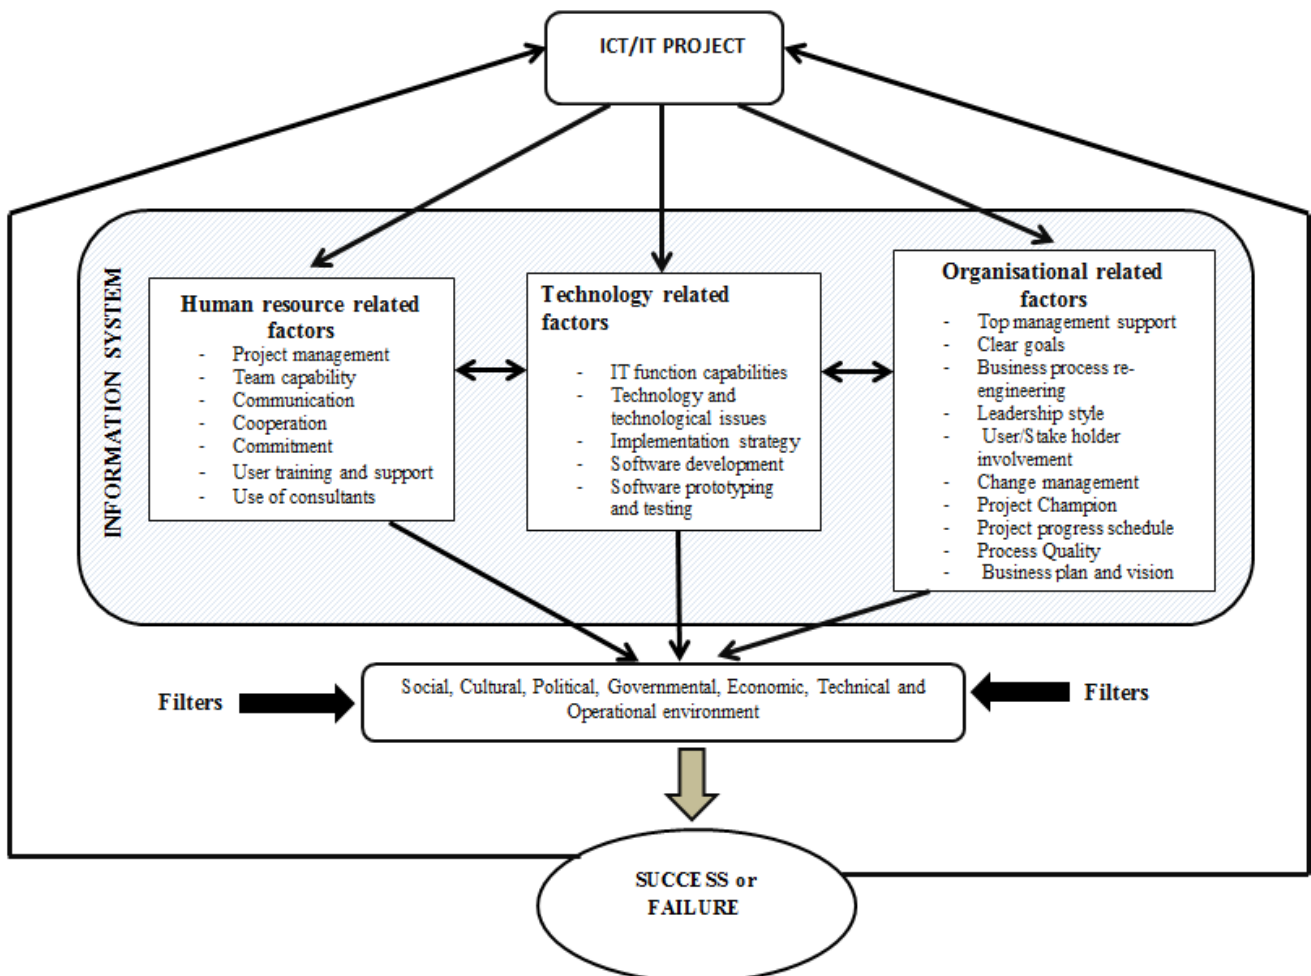 ICT/IT PROJECT
INFORMATION SYSTEM
Human resource related
factors
- Project management
- Team capability
- Communication
- Cooperation
- Commitment
- User training and support
- Use of consultants
Technology related
factors
- IT function capabilities
- Technology and
technological issues
- Implementation strategy
- Software development
- Software prototyping
and testing
Organisational related
factors
- Top management support
- Clear goals
- Business process re-
engineering
- Leadership style
- User/Stake holder
involvement
- Change management
- Project Champion
- Project progress schedule
- Process Quality
- Business plan and vision
Filters
Social, Cultural, Political, Governmental, Economic, Technical and
Operational environment
Filters
SUCCESS or
FAILURE